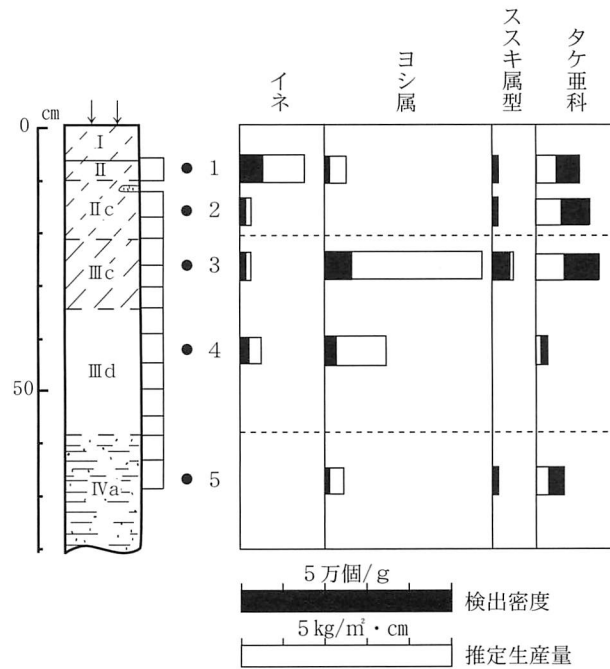 イネ
ヨシ属
ススキ属型
タケ亜科
cm
0
Ⅰ
Ⅱ
1
Ⅱc
2
Ⅲc
3
Ⅲd
4
50
Ⅳa
5
5万個/g
検出密度
5kg/㎡・cm
推定生産量